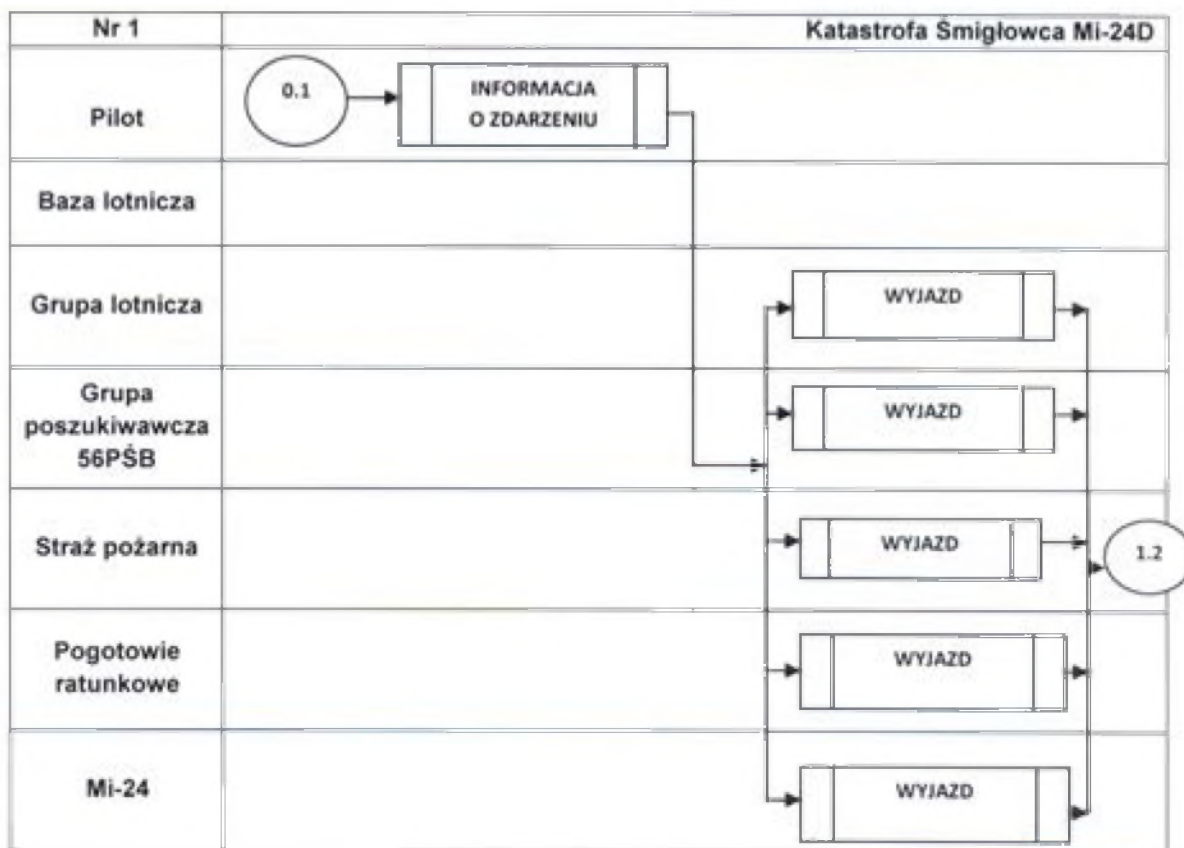 Nr 1
Katastrofa Śmigłowca Mi-24D
Pilot
0.1
INFORMACJA
O ZDARZENIU
Baza lotnicza
Grupa lotnicza
WYJAZD
Grupa
poszukiwawcza
56PŚB
WYJAZD
Straż pożarna
WYJAZD
1.2
Pogotowie
ratunkowe
WYJAZD
Mi-24
WYJAZD